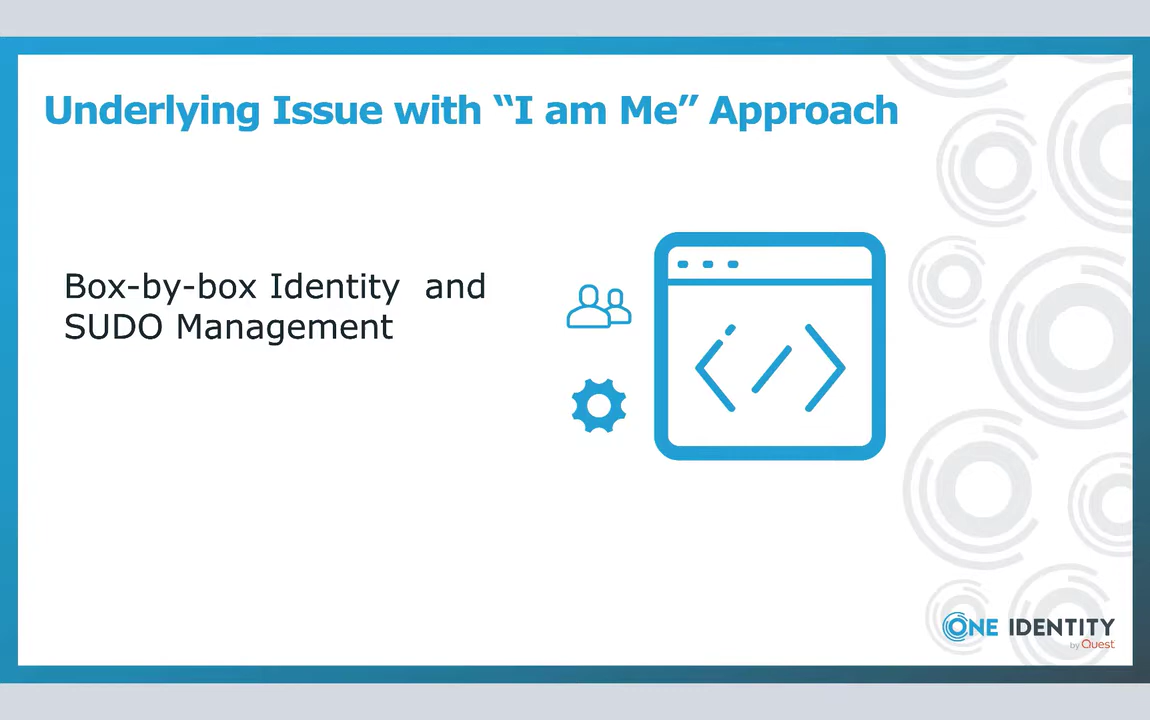 Underlying Issue with “I am Me” Approach
Box-by-box Identity and
SUDO Management
</>
ONE IDENTITY
by Quest